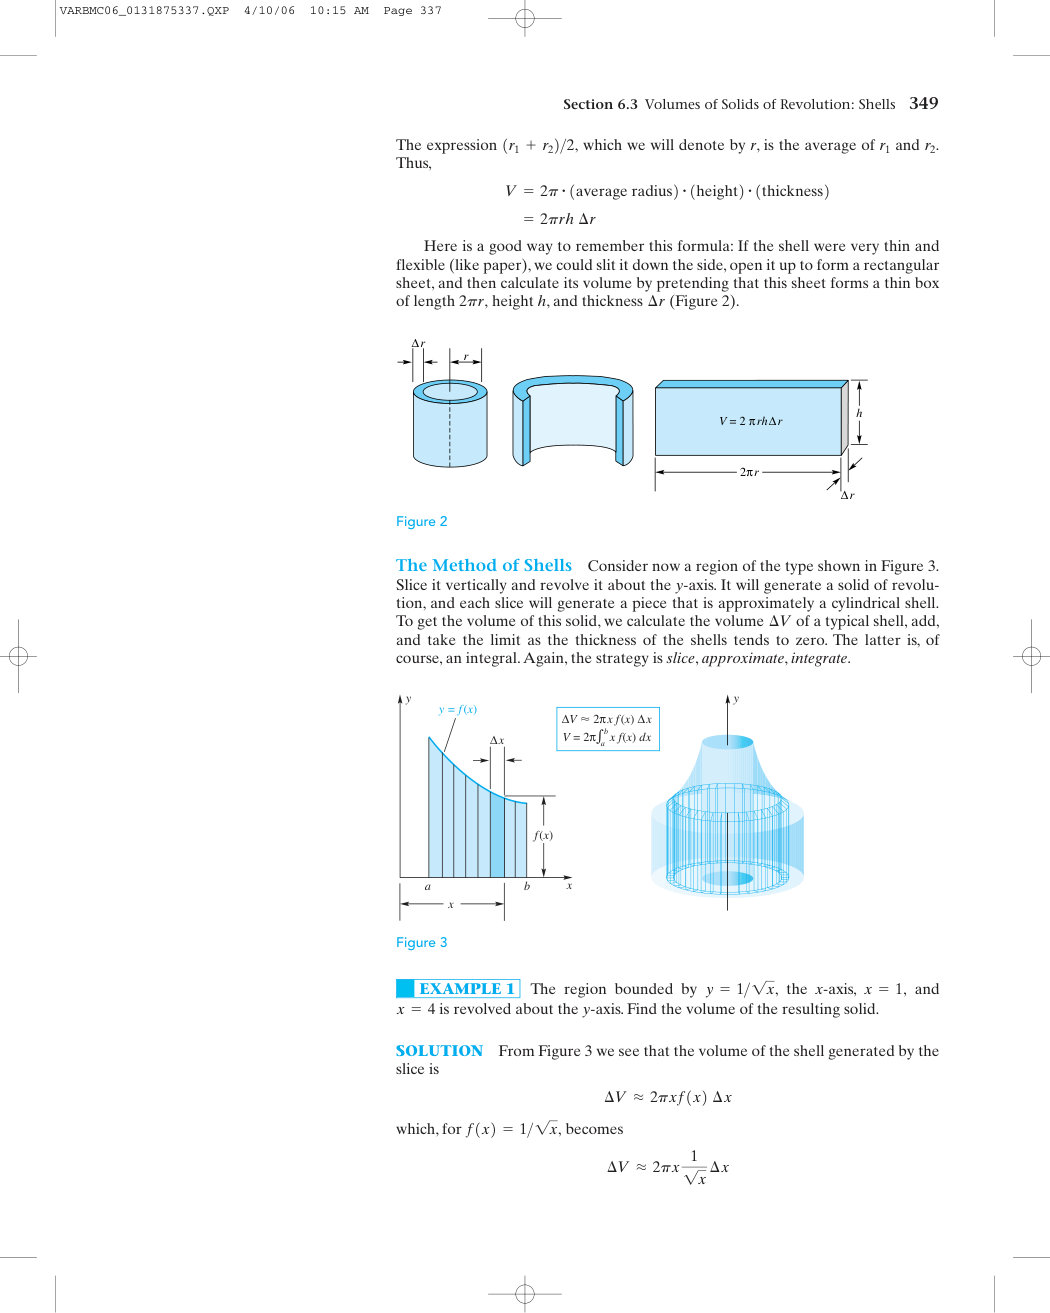 VARBMC06_0131875337.QXP 4/10/06 10:15 AM Page 337
Section 6.3 Volumes of Solids of Revolution: Shells 349
The expression (r₁ + r₂)/2, which we will denote by r, is the average of r₁ and r₂.
Thus,
V = 2π · (average radius) · (height) · (thickness)
= 2πrh Δr
Here is a good way to remember this formula: If the shell were very thin and
flexible (like paper), we could slit it down the side, open it up to form a rectangular
sheet, and then calculate its volume by pretending that this sheet forms a thin box
of length 2πr, height h, and thickness Δr (Figure 2).
Δr
r
V = 2 πrhΔr
h
2πr
Δr
Figure 2
The Method of Shells Consider now a region of the type shown in Figure 3.
Slice it vertically and revolve it about the y-axis. It will generate a solid of revolu-
tion, and each slice will generate a piece that is approximately a cylindrical shell.
To get the volume of this solid, we calculate the volume ΔV of a typical shell, add,
and take the limit as the thickness of the shells tends to zero. The latter is, of
course, an integral. Again, the strategy is slice, approximate, integrate.
y
y = f(x)
Δx
f(x)
a
b
x
x
ΔV ≈ 2πx f(x) Δx
V = 2π∫ₐᵇ x f(x) dx
y
Figure 3
EXAMPLE 1 The region bounded by y = 1/√x, the x-axis, x = 1, and
x = 4 is revolved about the y-axis. Find the volume of the resulting solid.
SOLUTION From Figure 3 we see that the volume of the shell generated by the
slice is
ΔV ≈ 2πxf(x) Δx
which, for f(x) = 1/√x, becomes
ΔV ≈ 2πx 1/√x Δx